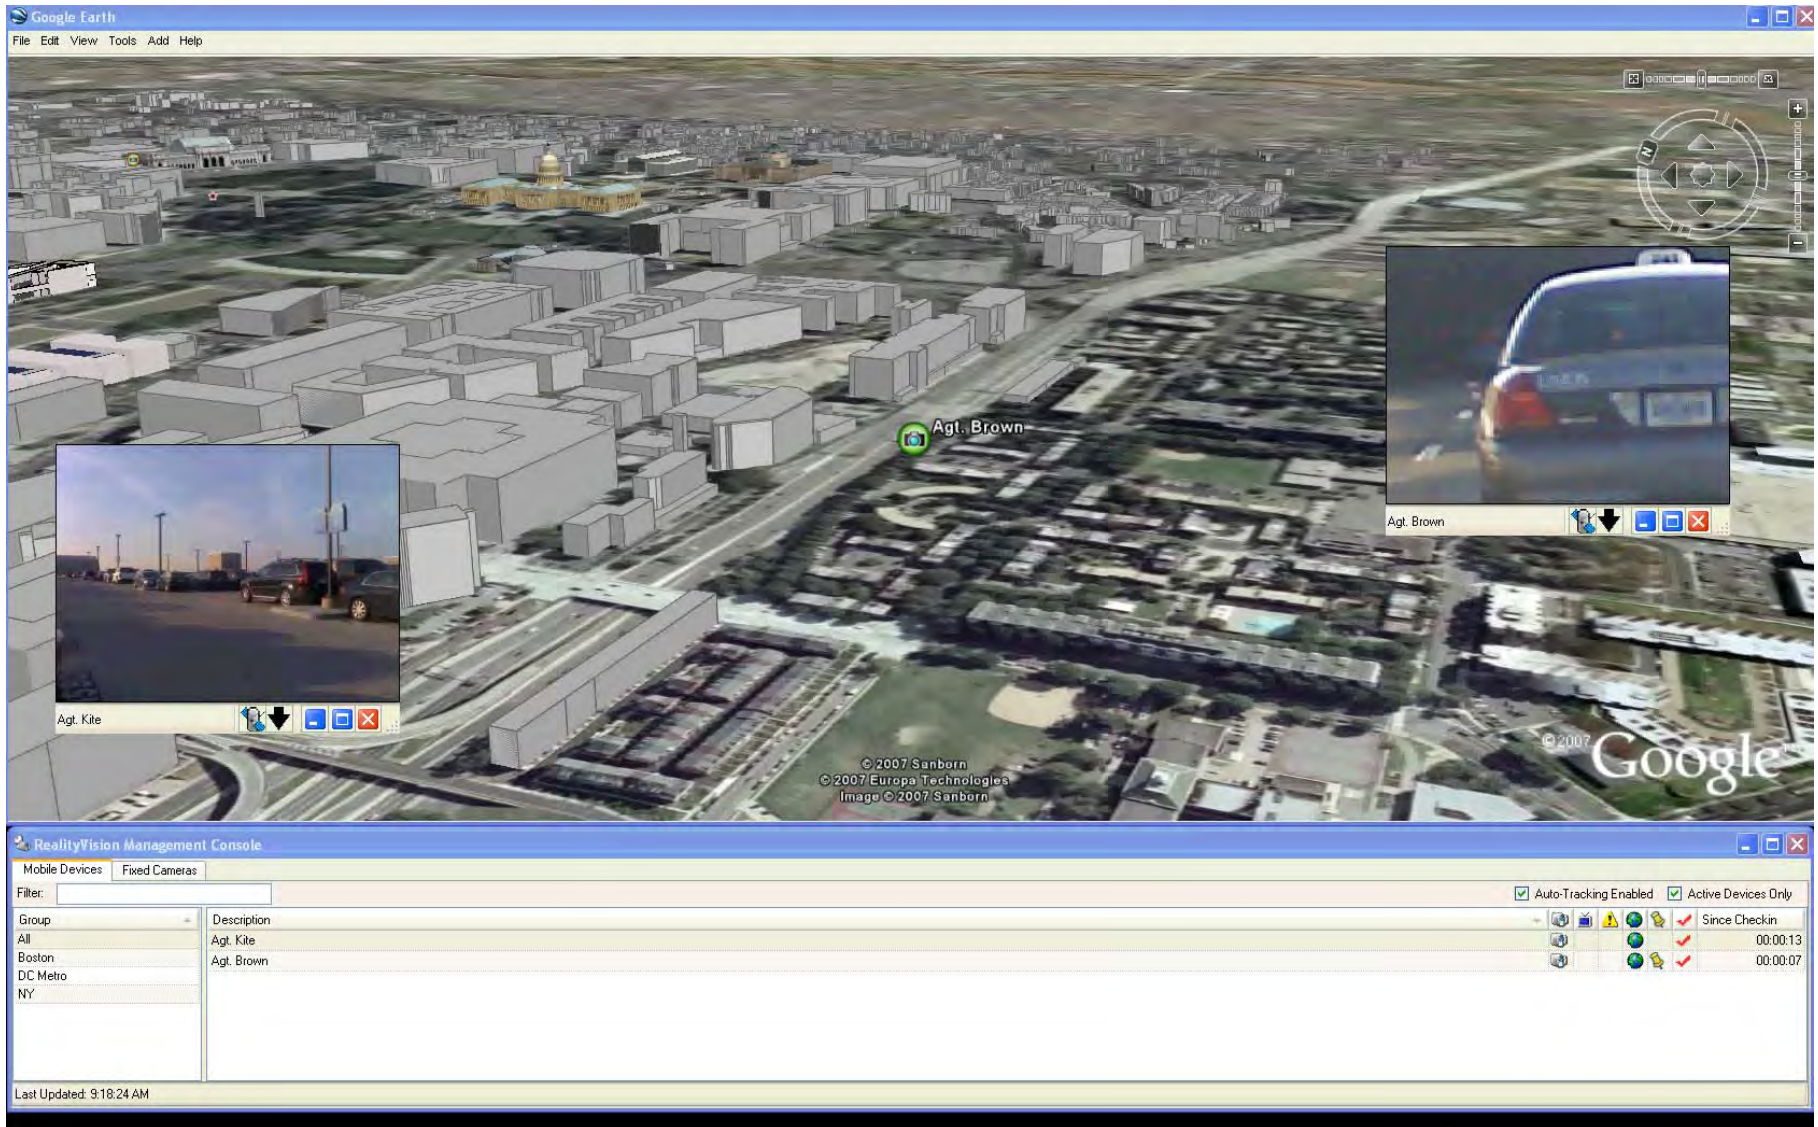 Google Earth
File Edit View Tools Add Help
N
Agt. Brown
Agt. Brown
Agt. Kite
© 2007 Sanborn
© 2007 Europa Technologies
Image © 2007 Sanborn
© 2007 Google
RealityVision Management Console
Mobile Devices Fixed Cameras
Filter: Auto-Tracking Enabled Active Devices Only
Group Description Since Checkin
All Agt. Kite 00:00:13
Boston Agt. Brown 00:00:07
DC Metro
NY
Last Updated: 9:18:24 AM